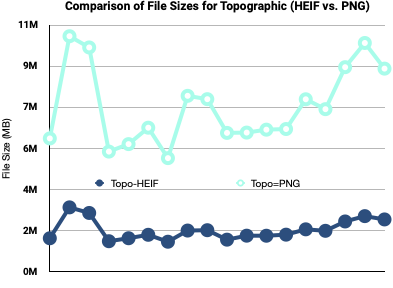 Comparison of File Sizes for Topographic (HEIF vs. PNG)
11M
9M
7M
6M
4M
2M
0M
File Size (MB)
Topo-HEIF
Topo=PNG